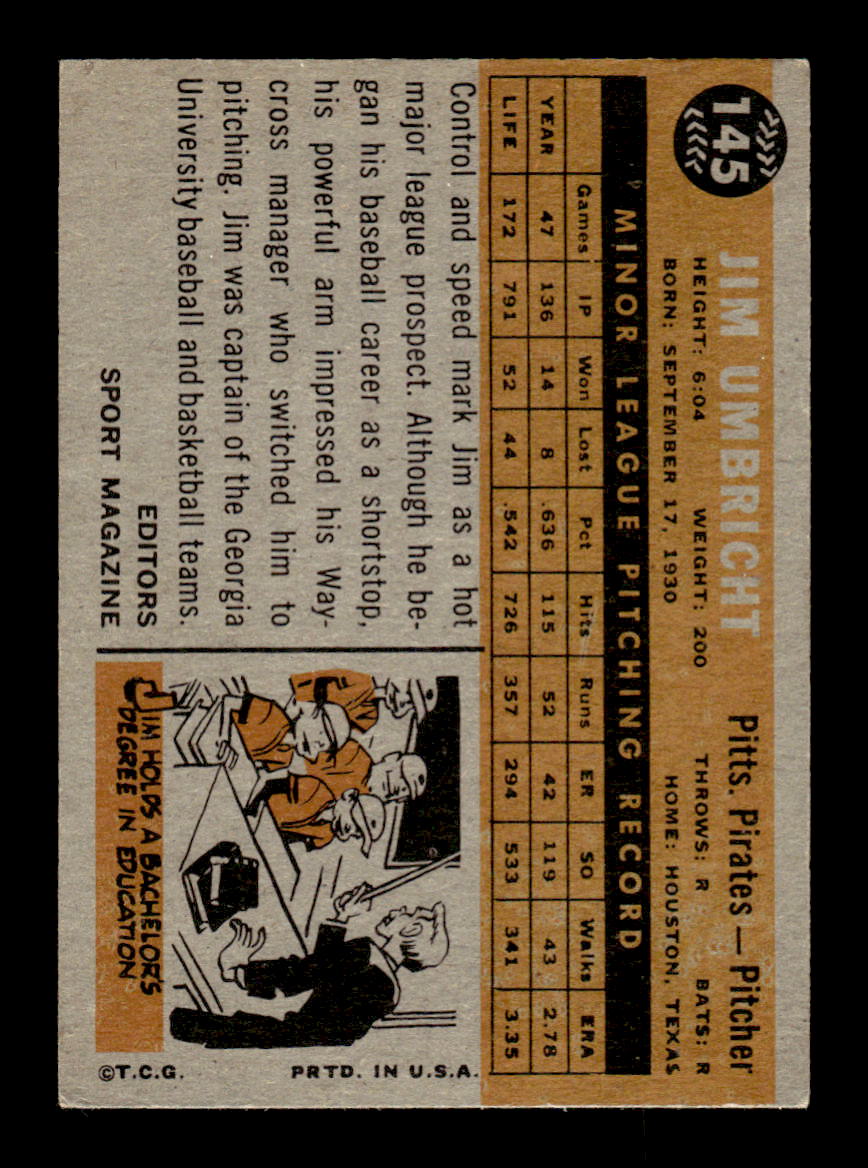 145
JIM UMBRICHT Pitts. Pirates — Pitcher
HEIGHT: 6:04 WEIGHT: 200 THROWS: R BATS: R
BORN: SEPTEMBER 17, 1930 HOME: HOUSTON, TEXAS
MINOR LEAGUE PITCHING RECORD
Games IP Won Lost Pct Hits Runs ER SO Walks ERA
YEAR 47 136 14 8 .636 115 52 42 119 43 2.78
LIFE 172 791 52 44 .542 726 357 294 533 341 3.35
Control and speed mark Jim as a hot
major league prospect. Although he be-
gan his baseball career as a shortstop,
his powerful arm impressed his Way-
cross manager who switched him to
pitching. Jim was captain of the Georgia
University baseball and basketball teams.
EDITORS
SPORT MAGAZINE
JIM HOLDS A BACHELOR'S
DEGREE IN EDUCATION
©T.C.G. PRTD. IN U.S.A.